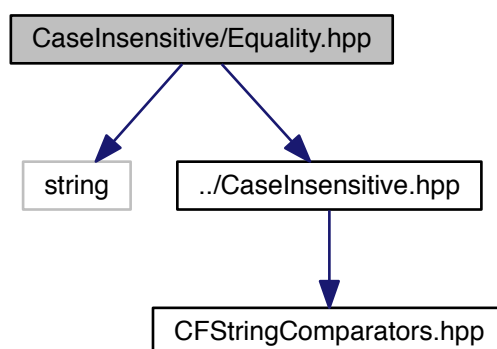 CaseInsensitive/Equality.hpp
string
../CaseInsensitive.hpp
CFStringComparators.hpp